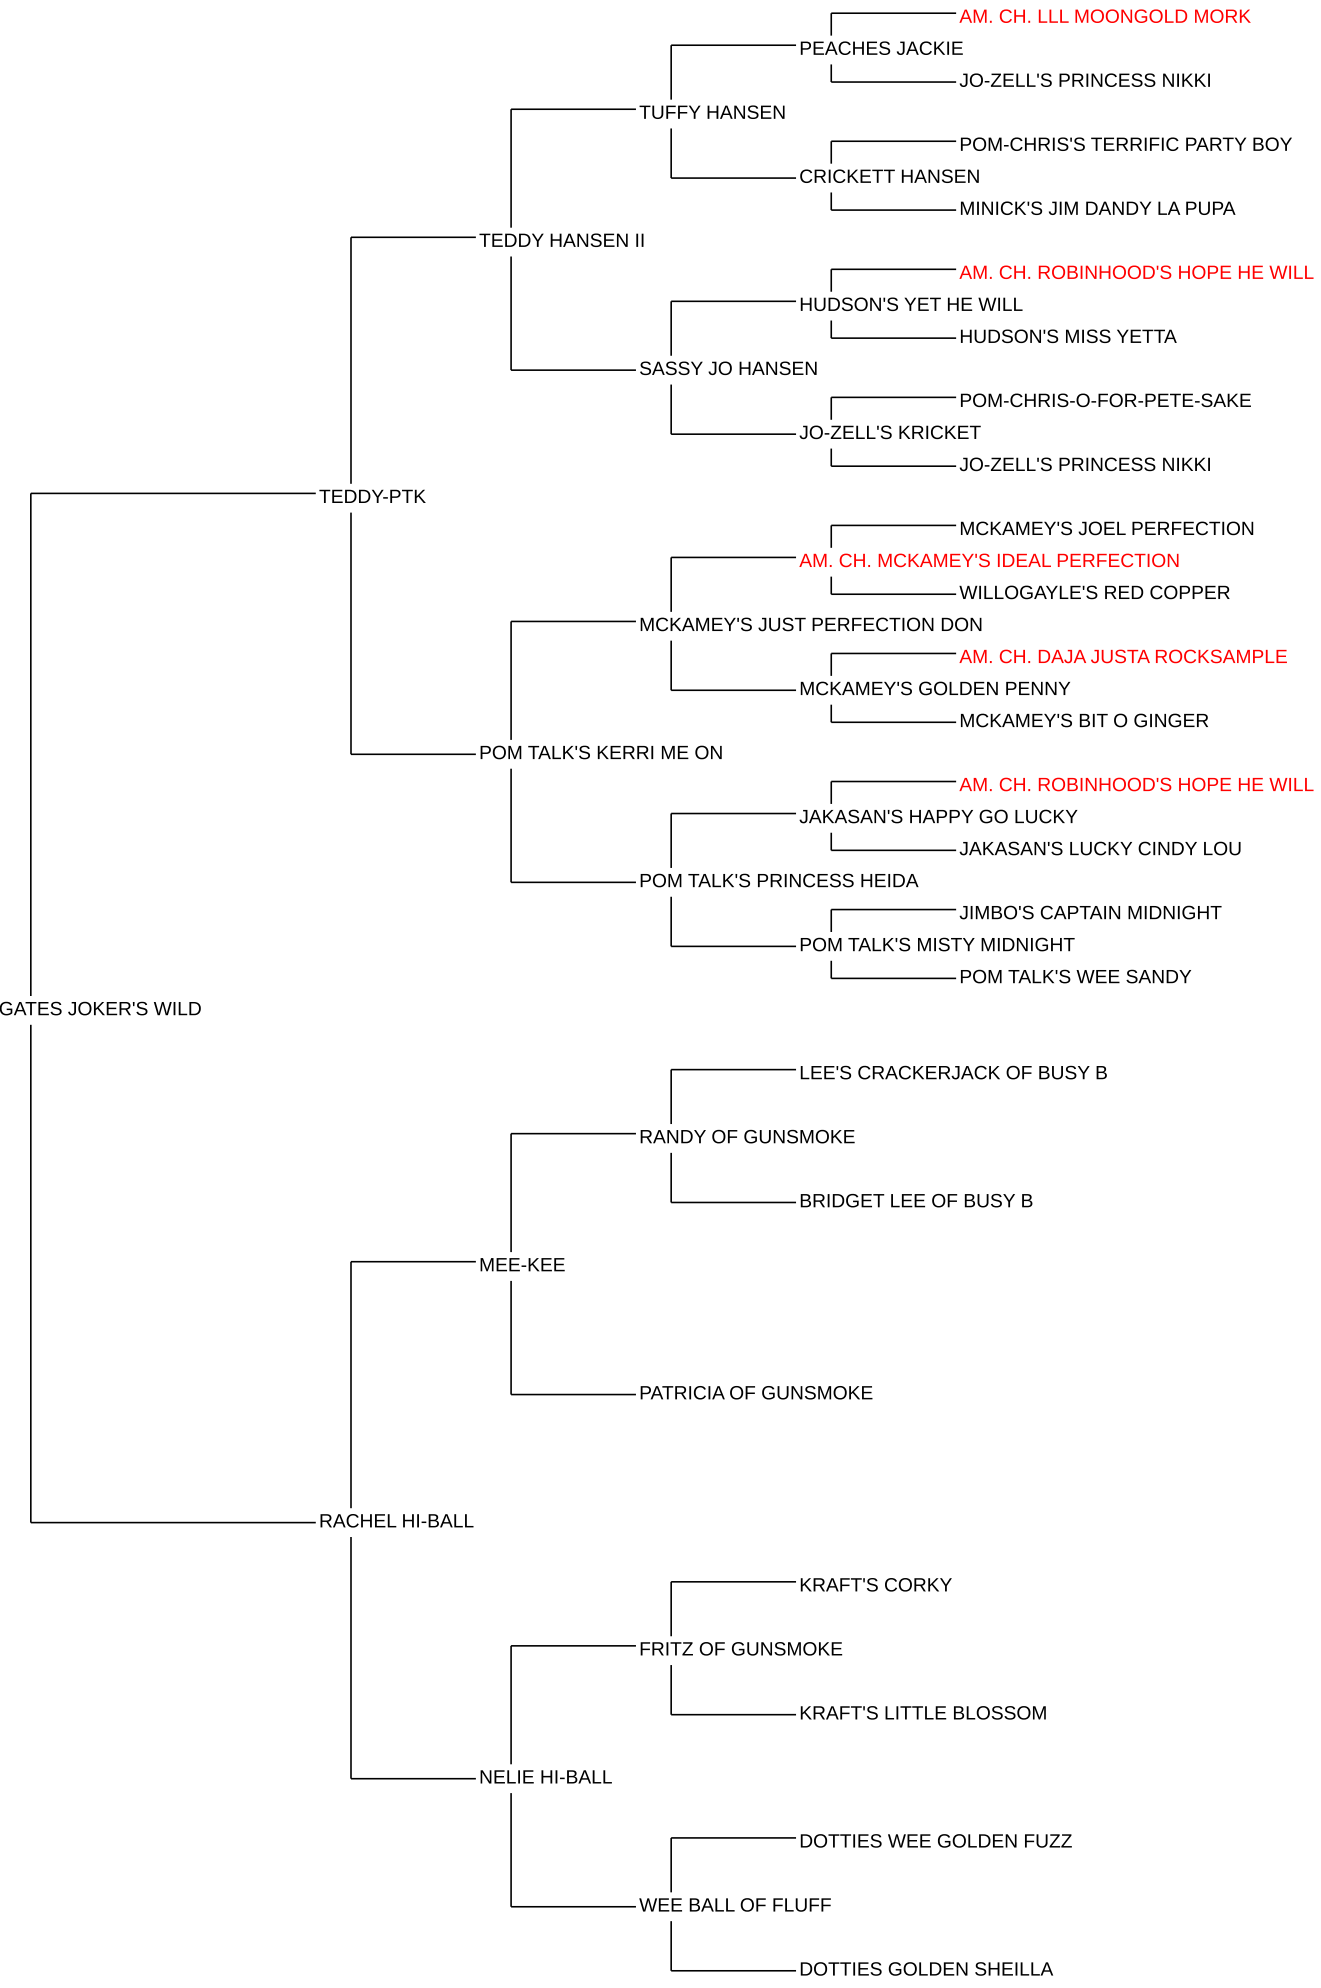 AM. CH. LLL MOONGOLD MORK
PEACHES JACKIE
JO-ZELL'S PRINCESS NIKKI
TUFFY HANSEN
POM-CHRIS'S TERRIFIC PARTY BOY
CRICKETT HANSEN
MINICK'S JIM DANDY LA PUPA
TEDDY HANSEN II
AM. CH. ROBINHOOD'S HOPE HE WILL
HUDSON'S YET HE WILL
HUDSON'S MISS YETTA
SASSY JO HANSEN
POM-CHRIS-O-FOR-PETE-SAKE
JO-ZELL'S KRICKET
JO-ZELL'S PRINCESS NIKKI
TEDDY-PTK
MCKAMEY'S JOEL PERFECTION
AM. CH. MCKAMEY'S IDEAL PERFECTION
WILLOGAYLE'S RED COPPER
MCKAMEY'S JUST PERFECTION DON
AM. CH. DAJA JUSTA ROCKSAMPLE
MCKAMEY'S GOLDEN PENNY
MCKAMEY'S BIT O GINGER
POM TALK'S KERRI ME ON
AM. CH. ROBINHOOD'S HOPE HE WILL
JAKASAN'S HAPPY GO LUCKY
JAKASAN'S LUCKY CINDY LOU
POM TALK'S PRINCESS HEIDA
JIMBO'S CAPTAIN MIDNIGHT
POM TALK'S MISTY MIDNIGHT
POM TALK'S WEE SANDY
GATES JOKER'S WILD
LEE'S CRACKERJACK OF BUSY B
RANDY OF GUNSMOKE
BRIDGET LEE OF BUSY B
MEE-KEE
PATRICIA OF GUNSMOKE
RACHEL HI-BALL
KRAFT'S CORKY
FRITZ OF GUNSMOKE
KRAFT'S LITTLE BLOSSOM
NELIE HI-BALL
DOTTIES WEE GOLDEN FUZZ
WEE BALL OF FLUFF
DOTTIES GOLDEN SHEILLA